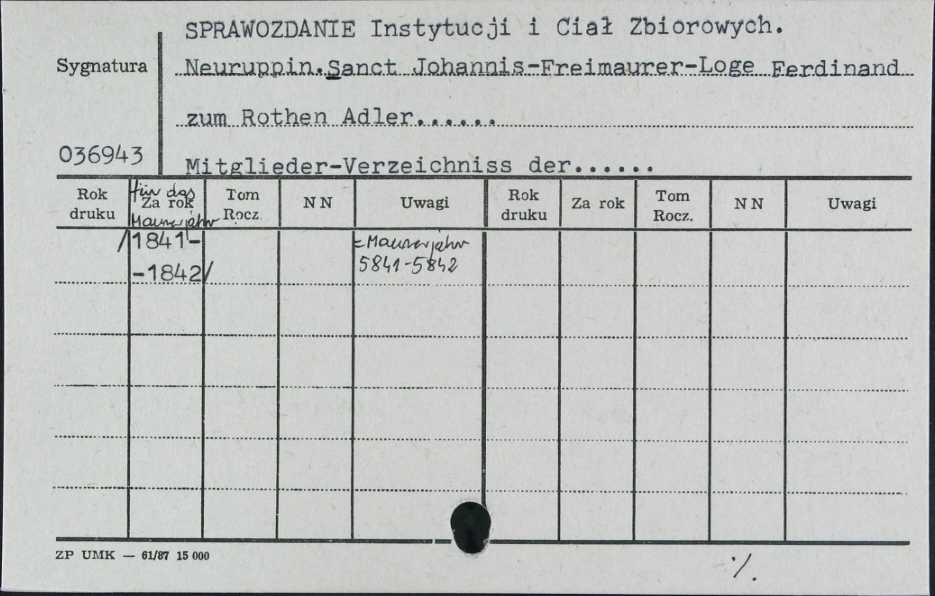 SPRAWOZDANIE Instytucji i Ciał Zbiorowych.
Sygnatura
Neuruppin.Sanct Johannis-Freimaurer-Loge Ferdinand
zum Rothen Adler......
036943
Mitglieder-Verzeichniss der......
Rok druku Za rok Tom Rocz. NN Uwagi Rok druku Za rok Tom Rocz. NN Uwagi
für das
Maurerjahr
/1841-
-1842/
=Maurerjahr
5841-5842
ZP UMK — 61/87 15 000
·/.